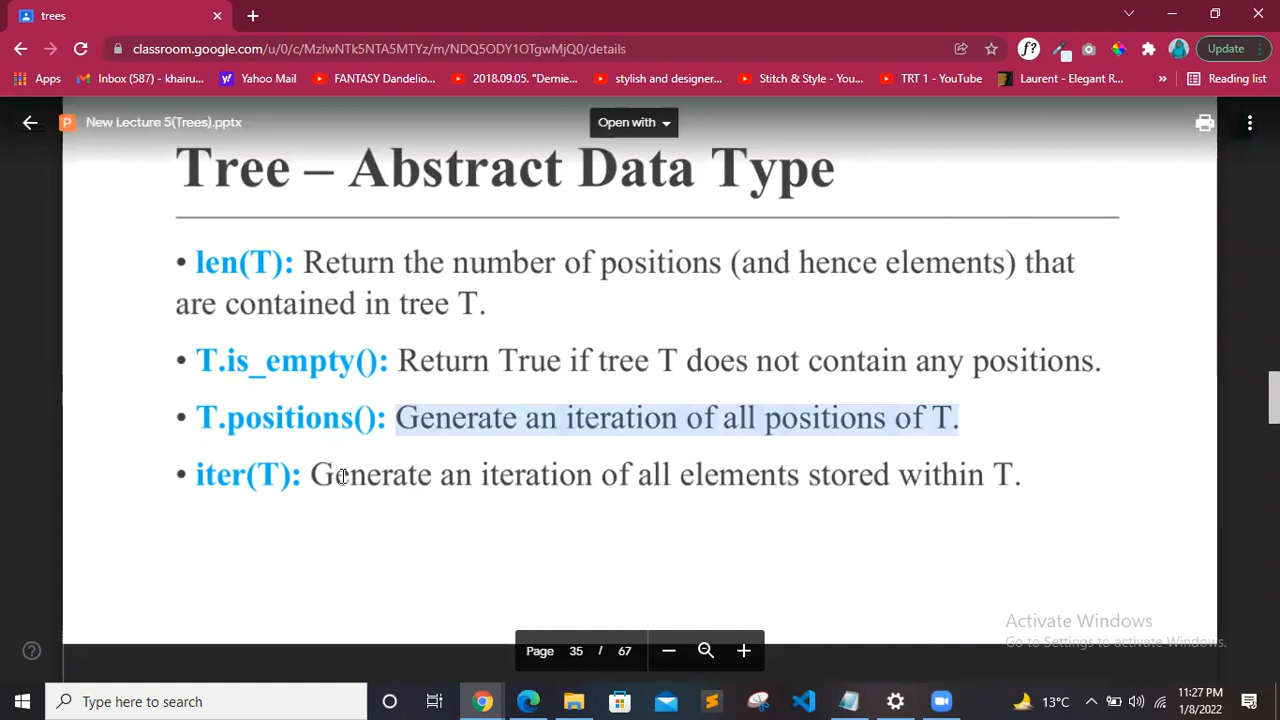 trees
classroom.google.com/u/0/c/MzIwNTk5NTA5MTYz/m/NDQ5ODY1OTgwMjQ0/details
Update
Apps
Inbox (587) - khairu...
Yahoo Mail
FANTASY Dandelio...
2018.09.05. "Dernie...
stylish and designer...
Stitch & Style - You...
TRT 1 - YouTube
Laurent - Elegant R...
»
Reading list
New Lecture 5(Trees).pptx
Open with
Tree – Abstract Data Type
• len(T): Return the number of positions (and hence elements) that
are contained in tree T.
• T.is_empty(): Return True if tree T does not contain any positions.
• T.positions(): Generate an iteration of all positions of T.
• iter(T): Generate an iteration of all elements stored within T.
Activate Windows
Go to Settings to activate Windows.
Page 35 / 67
Type here to search
13°C
11:27 PM
1/8/2022